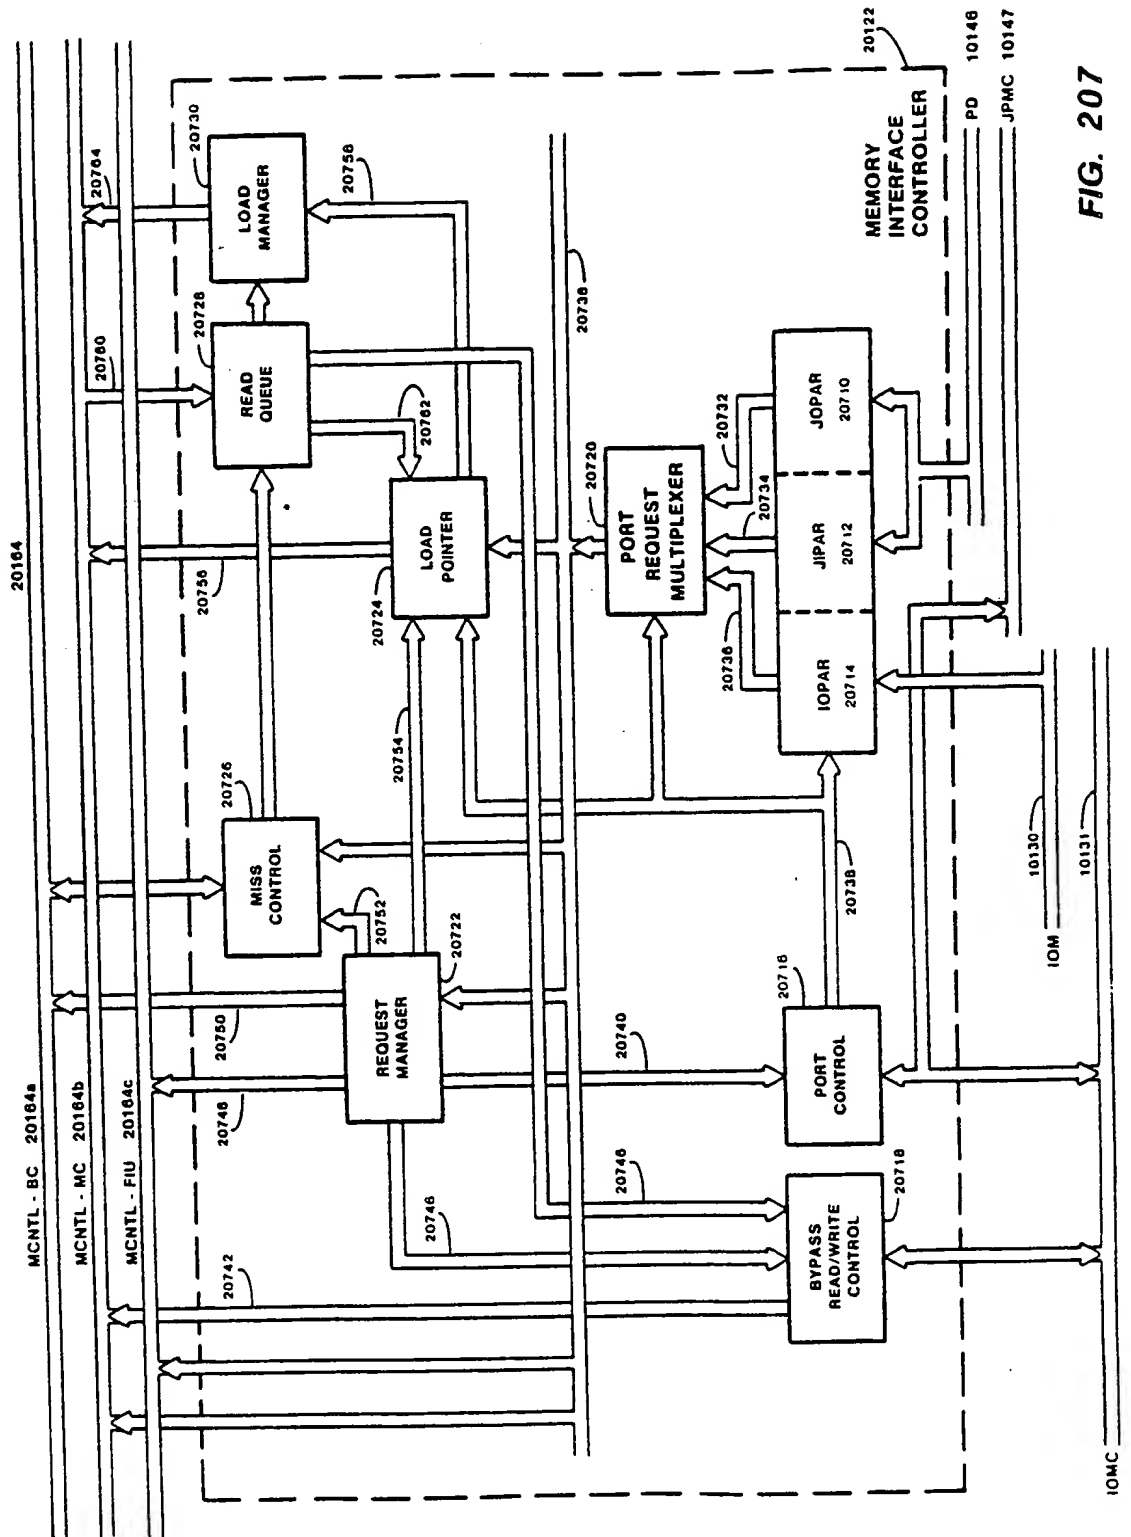 20164
MCNTL - BC 20164a
MCNTL - MC 20164b
MCNTL - FIU 20164c
20742
20746
20750
20756
20760
20764
MISS
CONTROL
20726
READ
QUEUE
20728
LOAD
MANAGER
20730
REQUEST
MANAGER
20722
20752
20754
LOAD
POINTER
20724
20762
20758
20746
20746
20740
20738
PORT
REQUEST
MULTIPLEXER
20720
20736
20734
20732
BYPASS
READ/WRITE
CONTROL
20718
PORT
CONTROL
20716
20738
IOPAR
20714
JIPAR
20712
JOPAR
20710
MEMORY
INTERFACE
CONTROLLER
20122
PD 10146
JPMC 10147
IOM
10130
10131
IOMC
FIG. 207